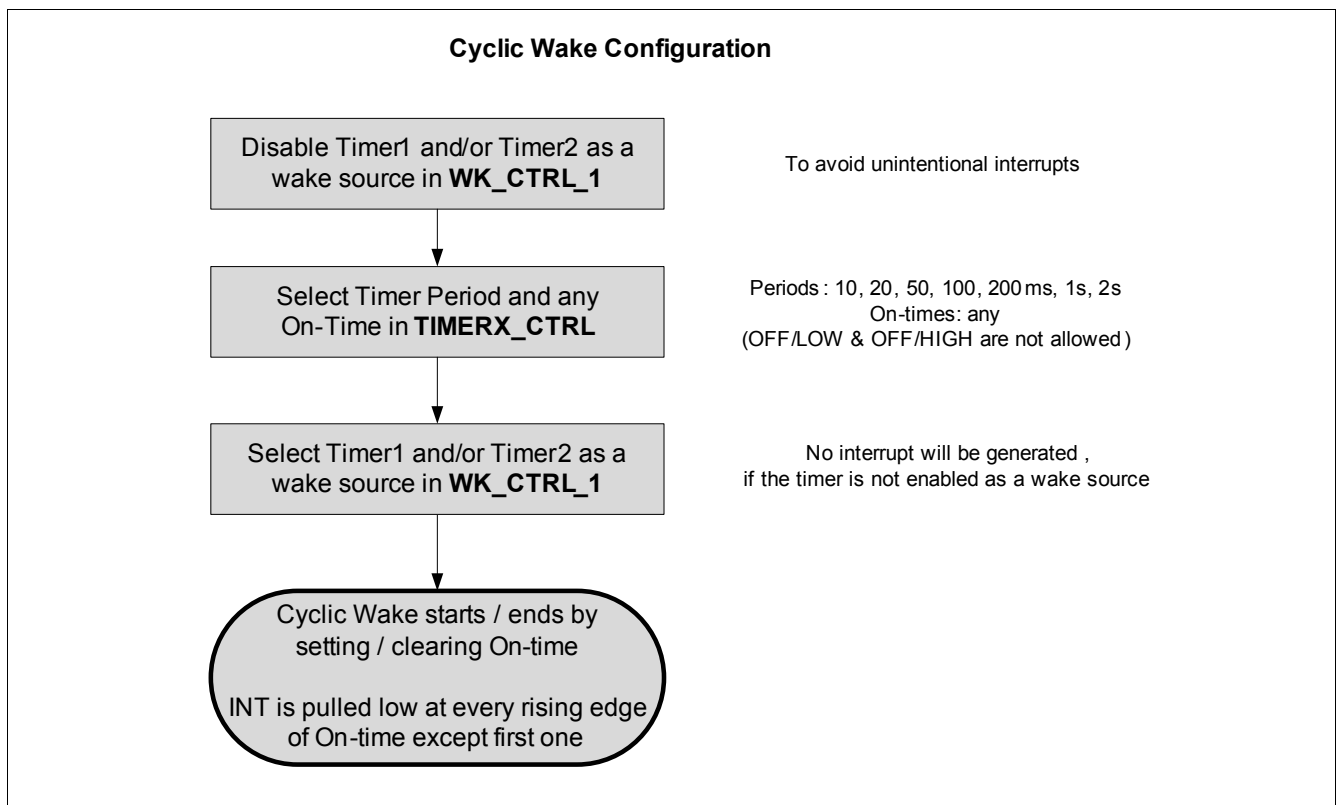 Cyclic Wake Configuration
Disable Timer1 and/or Timer2 as a
wake source in WK_CTRL_1
To avoid unintentional interrupts
Select Timer Period and any
On-Time in TIMERX_CTRL
Periods : 10, 20, 50, 100, 200 ms, 1s, 2s
On-times: any
(OFF/LOW & OFF/HIGH are not allowed )
Select Timer1 and/or Timer2 as a
wake source in WK_CTRL_1
No interrupt will be generated ,
if the timer is not enabled as a wake source
Cyclic Wake starts / ends by
setting / clearing On-time
INT is pulled low at every rising edge
of On-time except first one